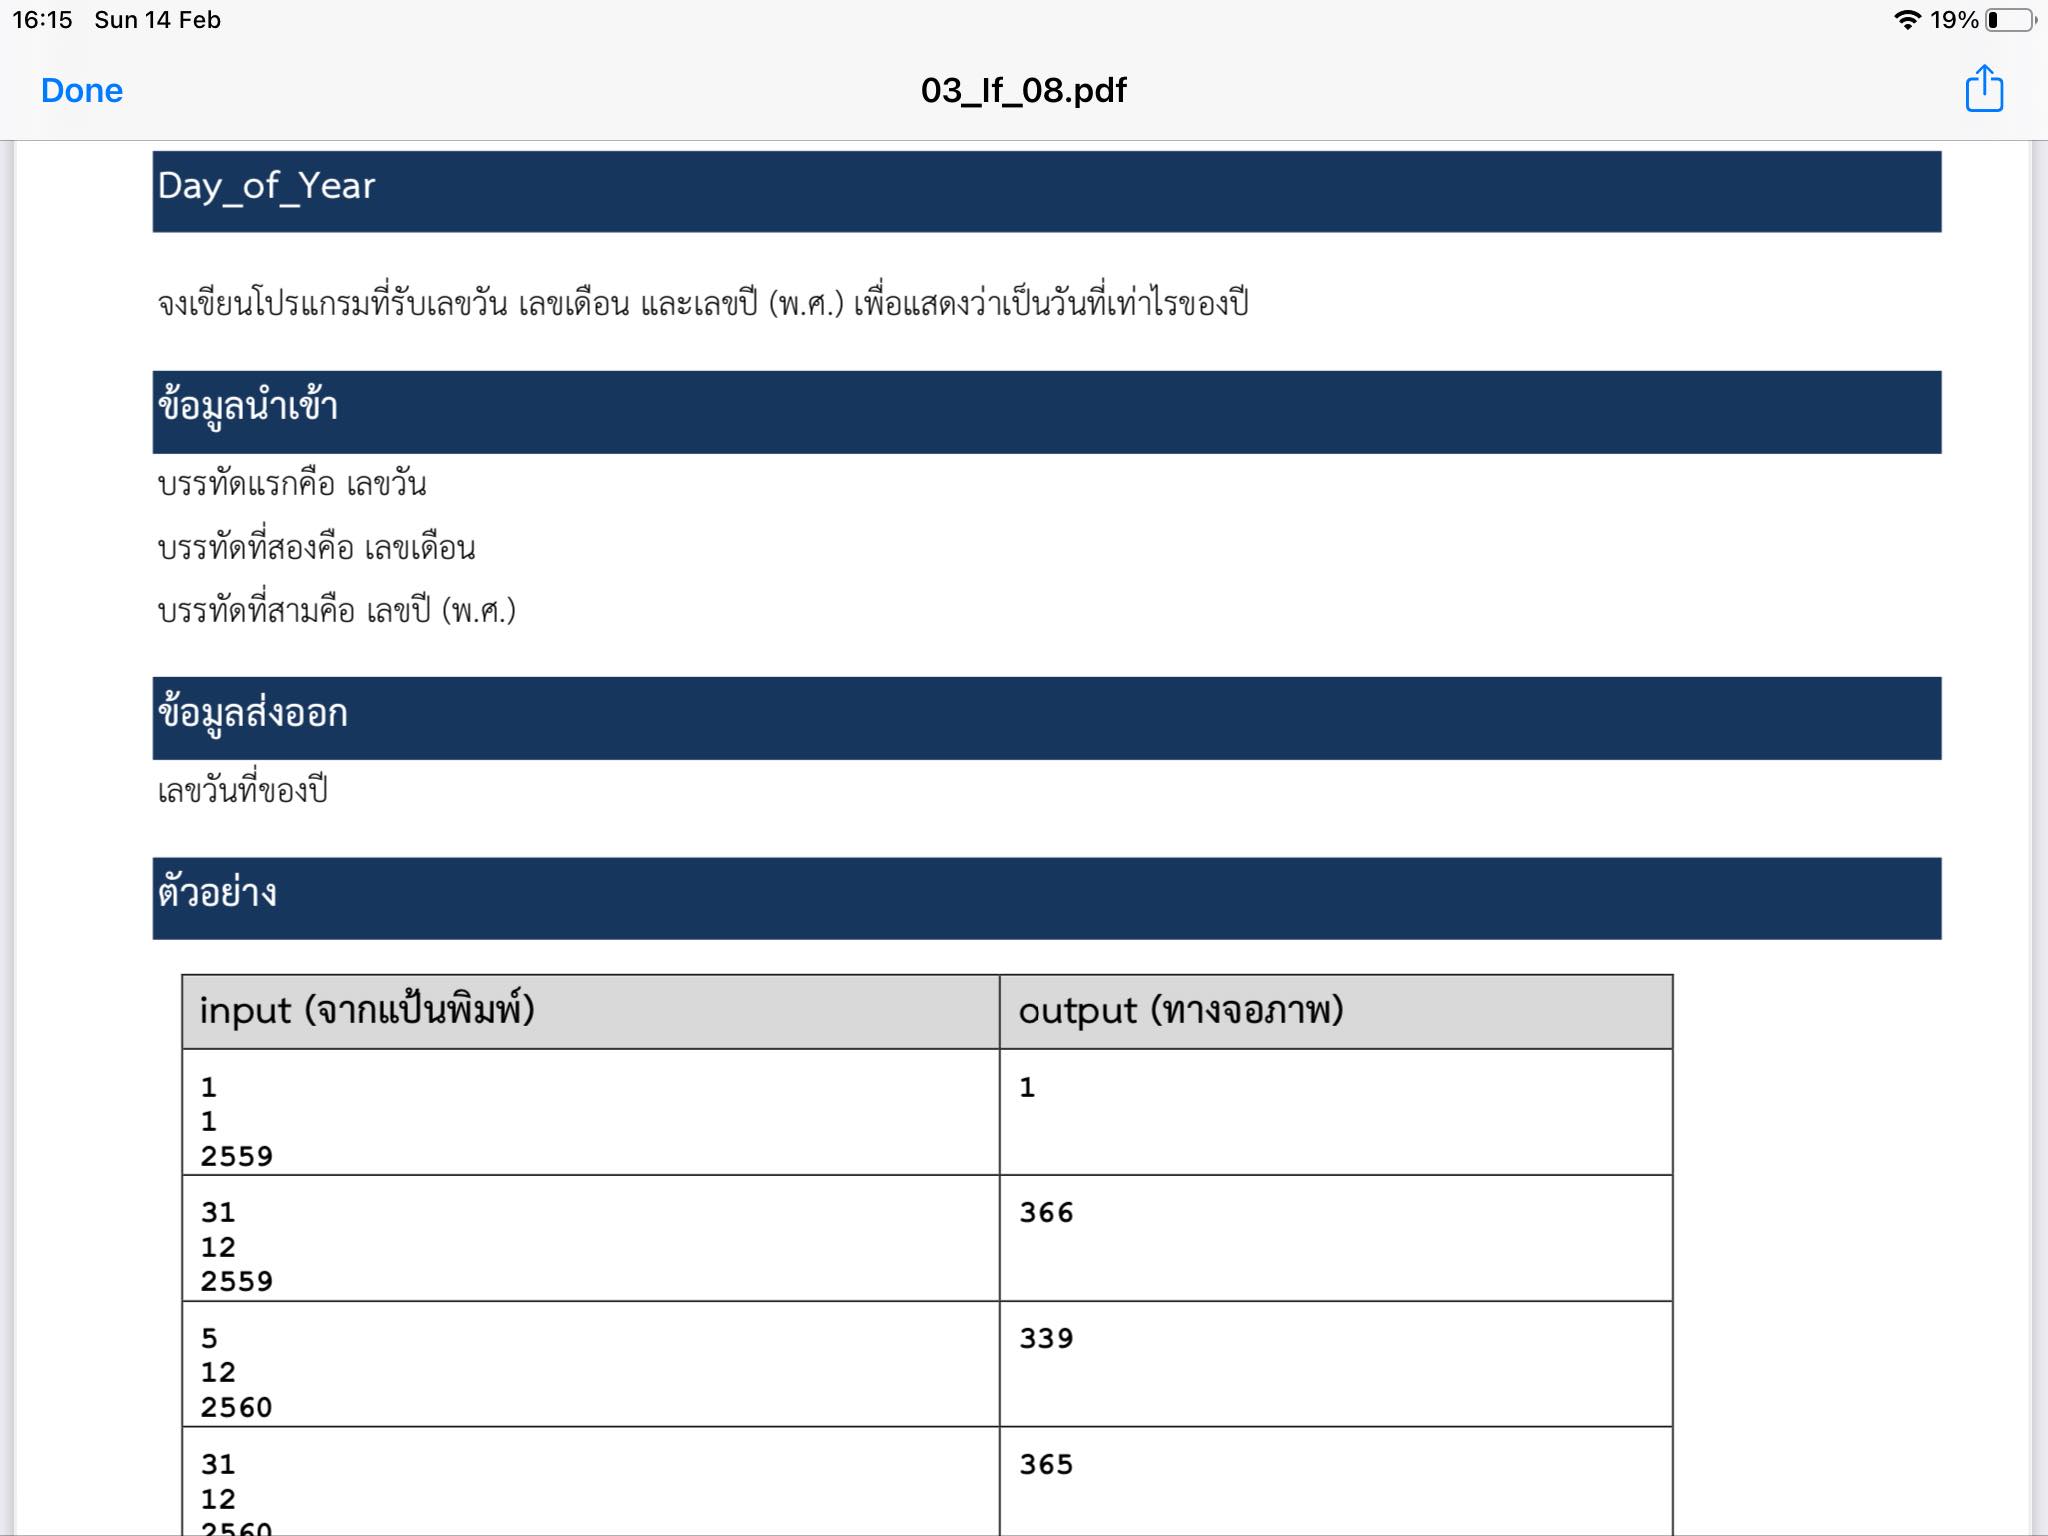 16:15 Sun 14 Feb 19%
Done 03_If_08.pdf
Day_of_Year
จงเขียนโปรแกรมที่รับเลขวัน เลขเดือน และเลขปี (พ.ศ.) เพื่อแสดงว่าเป็นวันที่เท่าไรของปี
ข้อมูลนำเข้า
บรรทัดแรกคือ เลขวัน
บรรทัดที่สองคือ เลขเดือน
บรรทัดที่สามคือ เลขปี (พ.ศ.)
ข้อมูลส่งออก
เลขวันที่ของปี
ตัวอย่าง
input (จากแป้นพิมพ์) output (ทางจอภาพ)
1 1
1
2559
31 366
12
2559
5 339
12
2560
31 365
12
2560